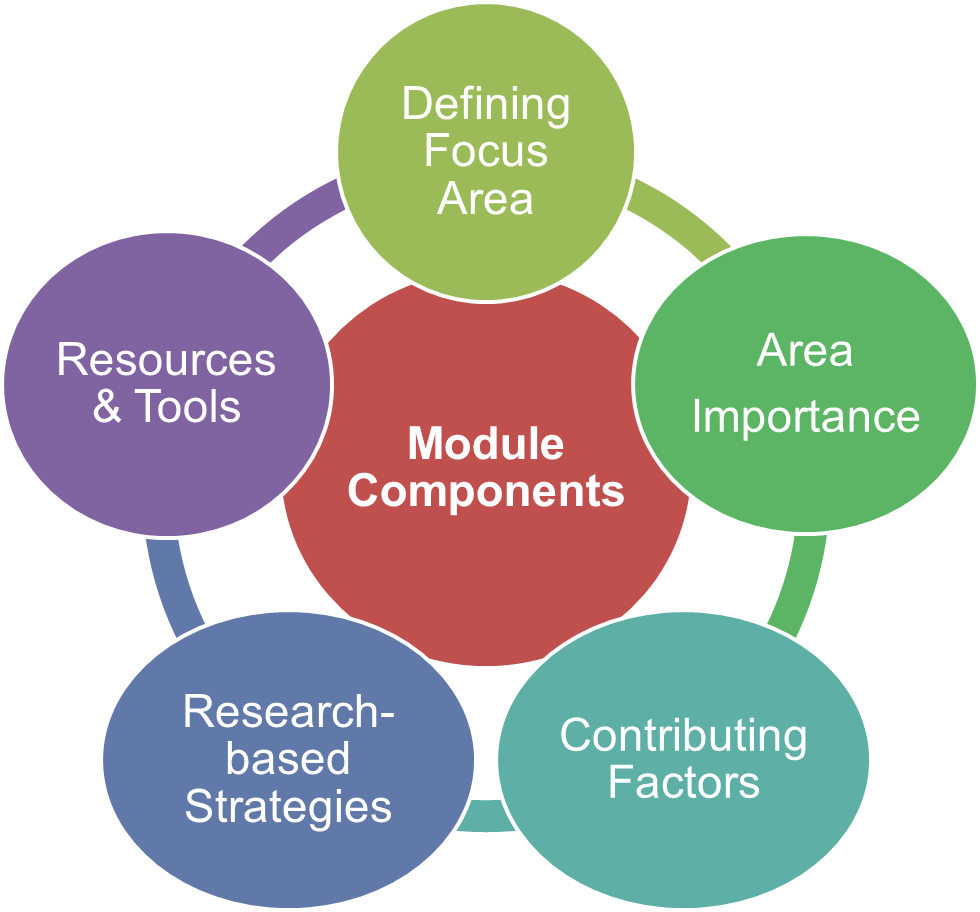 Defining
Focus
Area
Area
Importance
Contributing
Factors
Research-
based
Strategies
Resources
& Tools
Module
Components